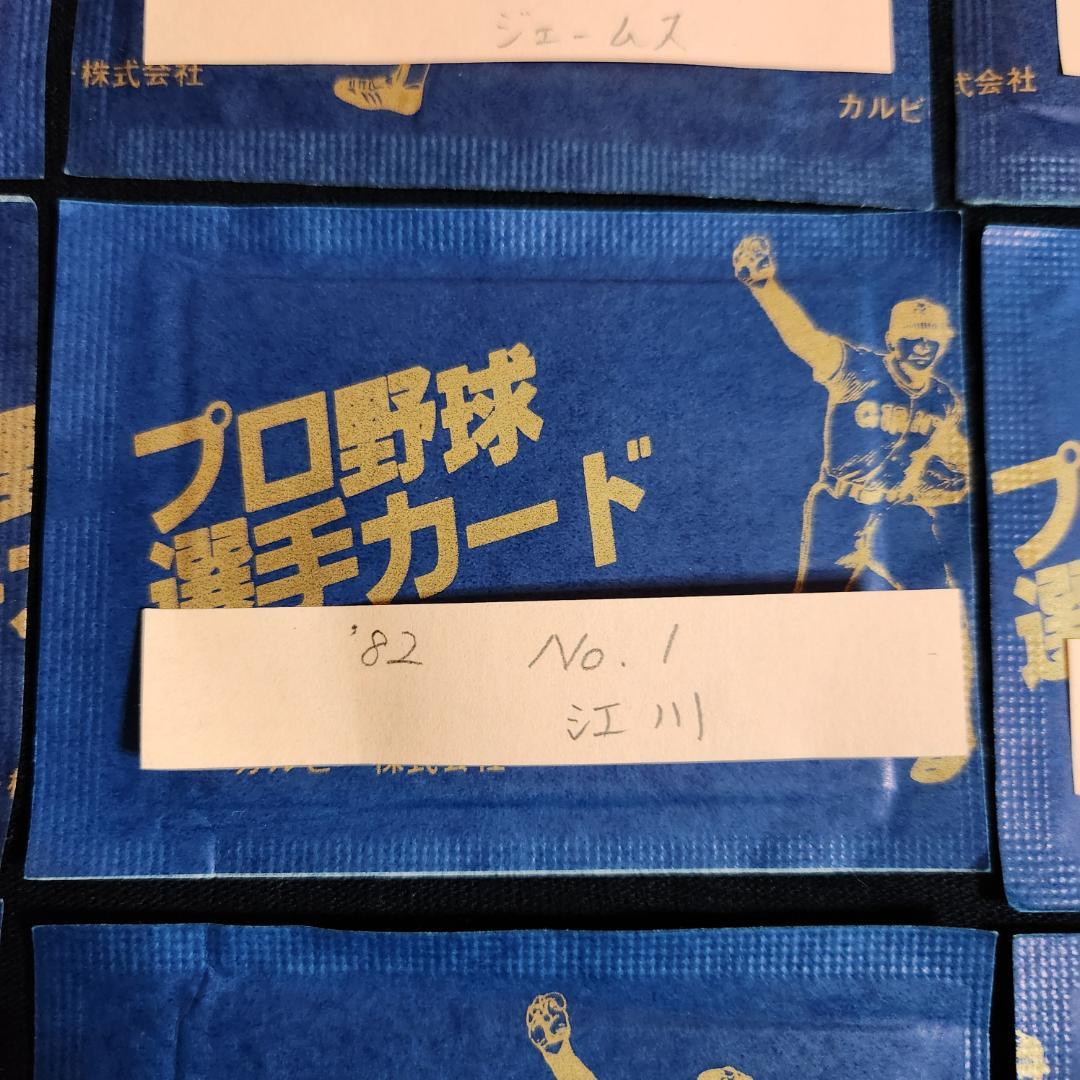 ジェームス
株式会社
カルビ
式会社
プロ野球
選手カード
GIANT
'82 No. 1
江川
カルビー株式会社
プ
選